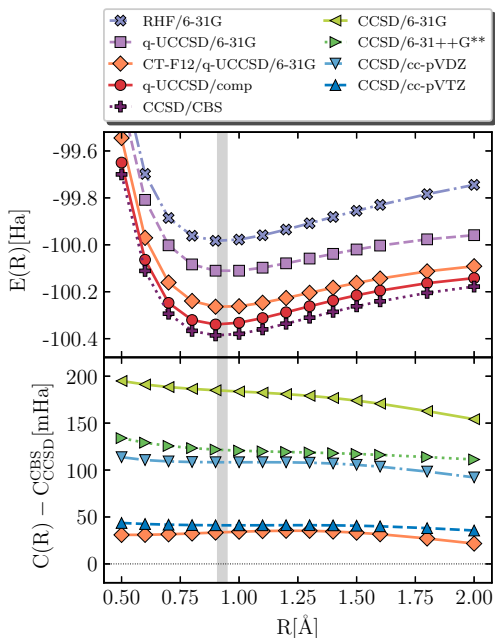 RHF/6-31G
q-UCCSD/6-31G
CT-F12/q-UCCSD/6-31G
q-UCCSD/comp
CCSD/CBS
CCSD/6-31G
CCSD/6-31++G**
CCSD/cc-pVDZ
CCSD/cc-pVTZ
E(R)[Ha]
-99.6
-99.8
-100.0
-100.2
-100.4
C(R) − C^CBS_CCSD[mHa]
200
150
100
50
0
0.50 0.75 1.00 1.25 1.50 1.75 2.00
R[Å]